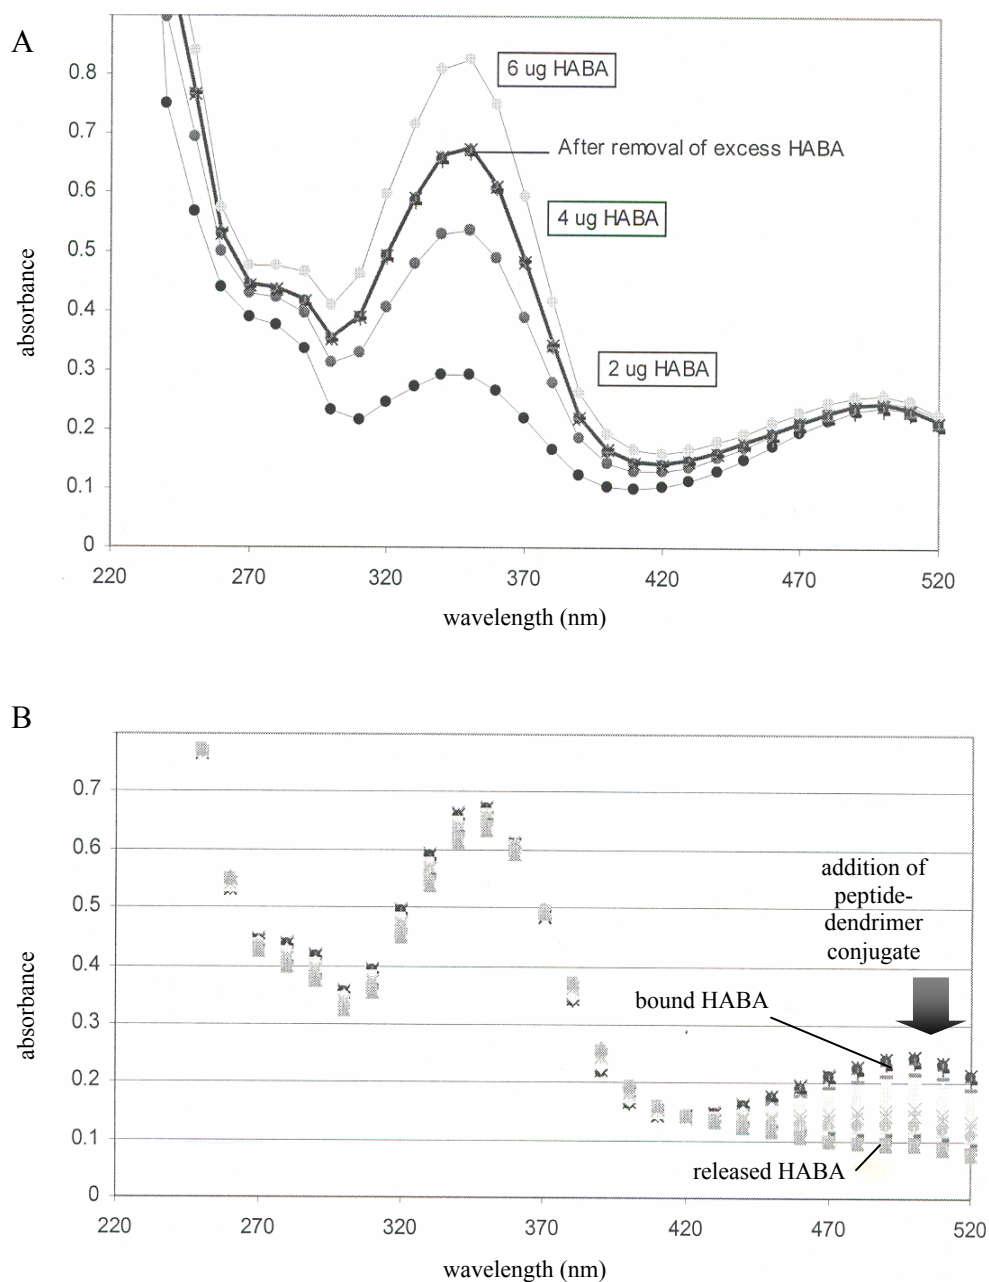 A
0.8
0.7
0.6
0.5
0.4
0.3
0.2
0.1
0
absorbance
6 ug HABA
After removal of excess HABA
4 ug HABA
2 ug HABA
220 270 320 370 420 470 520
wavelength (nm)
B
0.7
0.6
0.5
0.4
0.3
0.2
0.1
0
absorbance
addition of
peptide-
dendrimer
conjugate
bound HABA
released HABA
220 270 320 370 420 470 520
wavelength (nm)